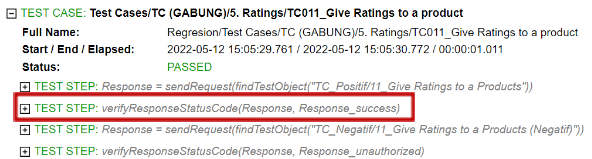 TEST CASE: Test Cases/TC (GABUNG)/5. Ratings/TC011_Give Ratings to a product
Full Name: Regresion/Test Cases/TC (GABUNG)/5. Ratings/TC011_Give Ratings to a product
Start / End / Elapsed: 2022-05-12 15:05:29.761 / 2022-05-12 15:05:30.772 / 00:00:01.011
Status: PASSED
TEST STEP: Response = sendRequest(findTestObject("TC_Positif/11_Give Ratings to a Products"))
TEST STEP: verifyResponseStatusCode(Response, Response_success)
TEST STEP: Response = sendRequest(findTestObject("TC_Negatif/11_Give Ratings to a Products (Negatif)"))
TEST STEP: verifyResponseStatusCode(Response, Response_unauthorized)